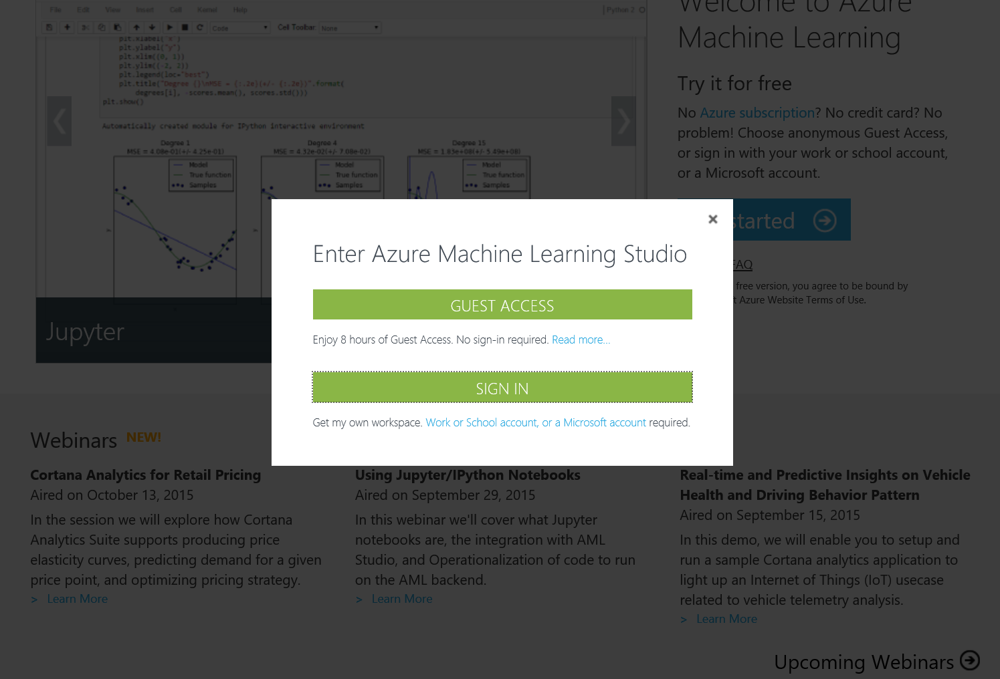 File Edit View Insert Cell Kernel Help
Python 2
Code Cell Toolbar: None
plt.xlabel("x")
plt.ylabel("y")
plt.xlim((0, 1))
plt.ylim((-2, 2))
plt.legend(loc="best")
plt.title("Degree {}\nMSE = {:.2e}(+/- {:.2e})".format(
degrees[i], -scores.mean(), scores.std()))
plt.show()
Automatically created module for IPython interactive environment
Degree 1
MSE = 4.08e-01(+/- 4.25e-01)
Model
True function
Samples
Degree 4
MSE = 4.32e-02(+/- 7.08e-02)
Model
True function
Samples
Degree 15
MSE = 1.83e+08(+/- 5.49e+08)
Model
True function
Samples
Jupyter
Welcome to Azure
Machine Learning
Try it for free
No Azure subscription? No credit card? No
problem! Choose anonymous Guest Access,
or sign in with your work or school account,
or a Microsoft account.
started
FAQ
free version, you agree to be bound by
t Azure Website Terms of Use.
Enter Azure Machine Learning Studio
GUEST ACCESS
Enjoy 8 hours of Guest Access. No sign-in required. Read more...
SIGN IN
Get my own workspace. Work or School account, or a Microsoft account required.
Webinars NEW!
Cortana Analytics for Retail Pricing
Aired on October 13, 2015
In the session we will explore how Cortana
Analytics Suite supports producing price
elasticity curves, predicting demand for a given
price point, and optimizing pricing strategy.
> Learn More
Using Jupyter/IPython Notebooks
Aired on September 29, 2015
In this webinar we'll cover what Jupyter
notebooks are, the integration with AML
Studio, and Operationalization of code to run
on the AML backend.
> Learn More
Real-time and Predictive Insights on Vehicle
Health and Driving Behavior Pattern
Aired on September 15, 2015
In this demo, we will enable you to setup and
run a sample Cortana analytics application to
light up an Internet of Things (IoT) usecase
related to vehicle telemetry analysis.
> Learn More
Upcoming Webinars